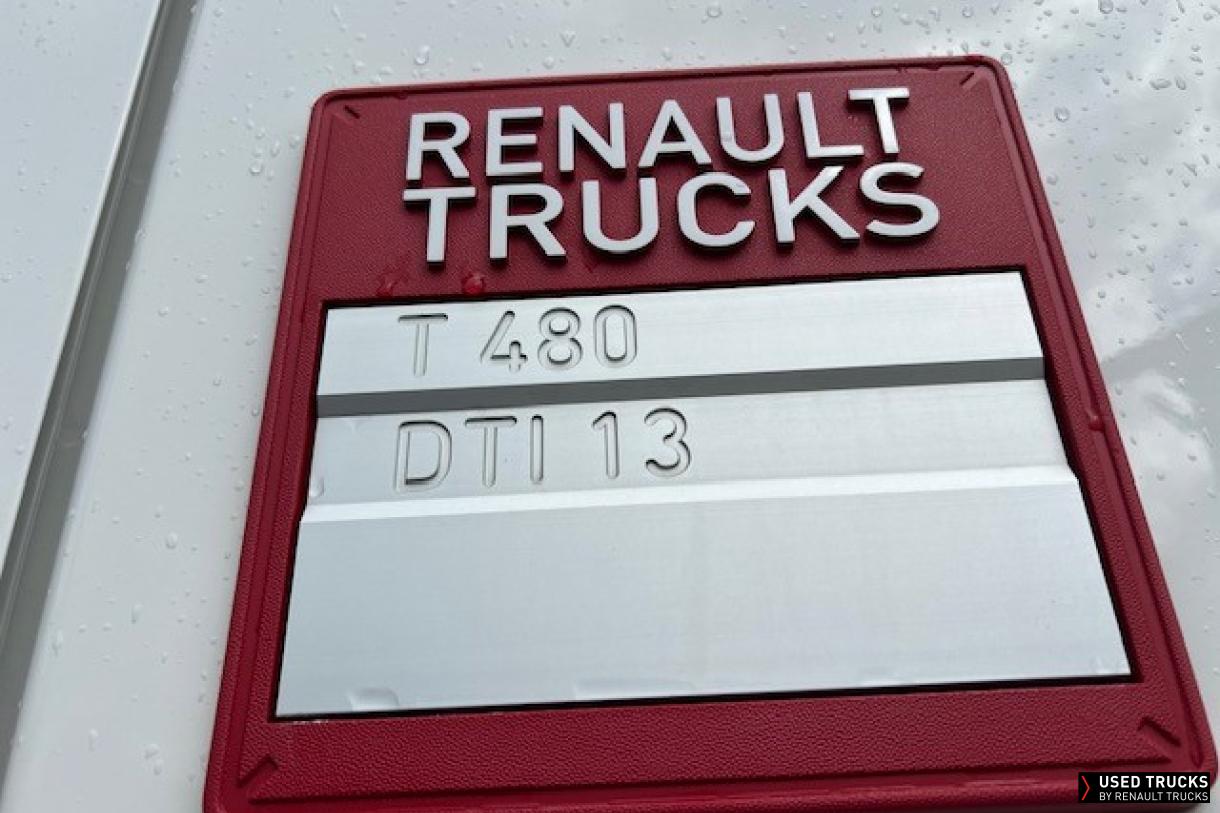 RENAULT
TRUCKS
T 480
DTI 13
USED TRUCKS
BY RENAULT TRUCKS